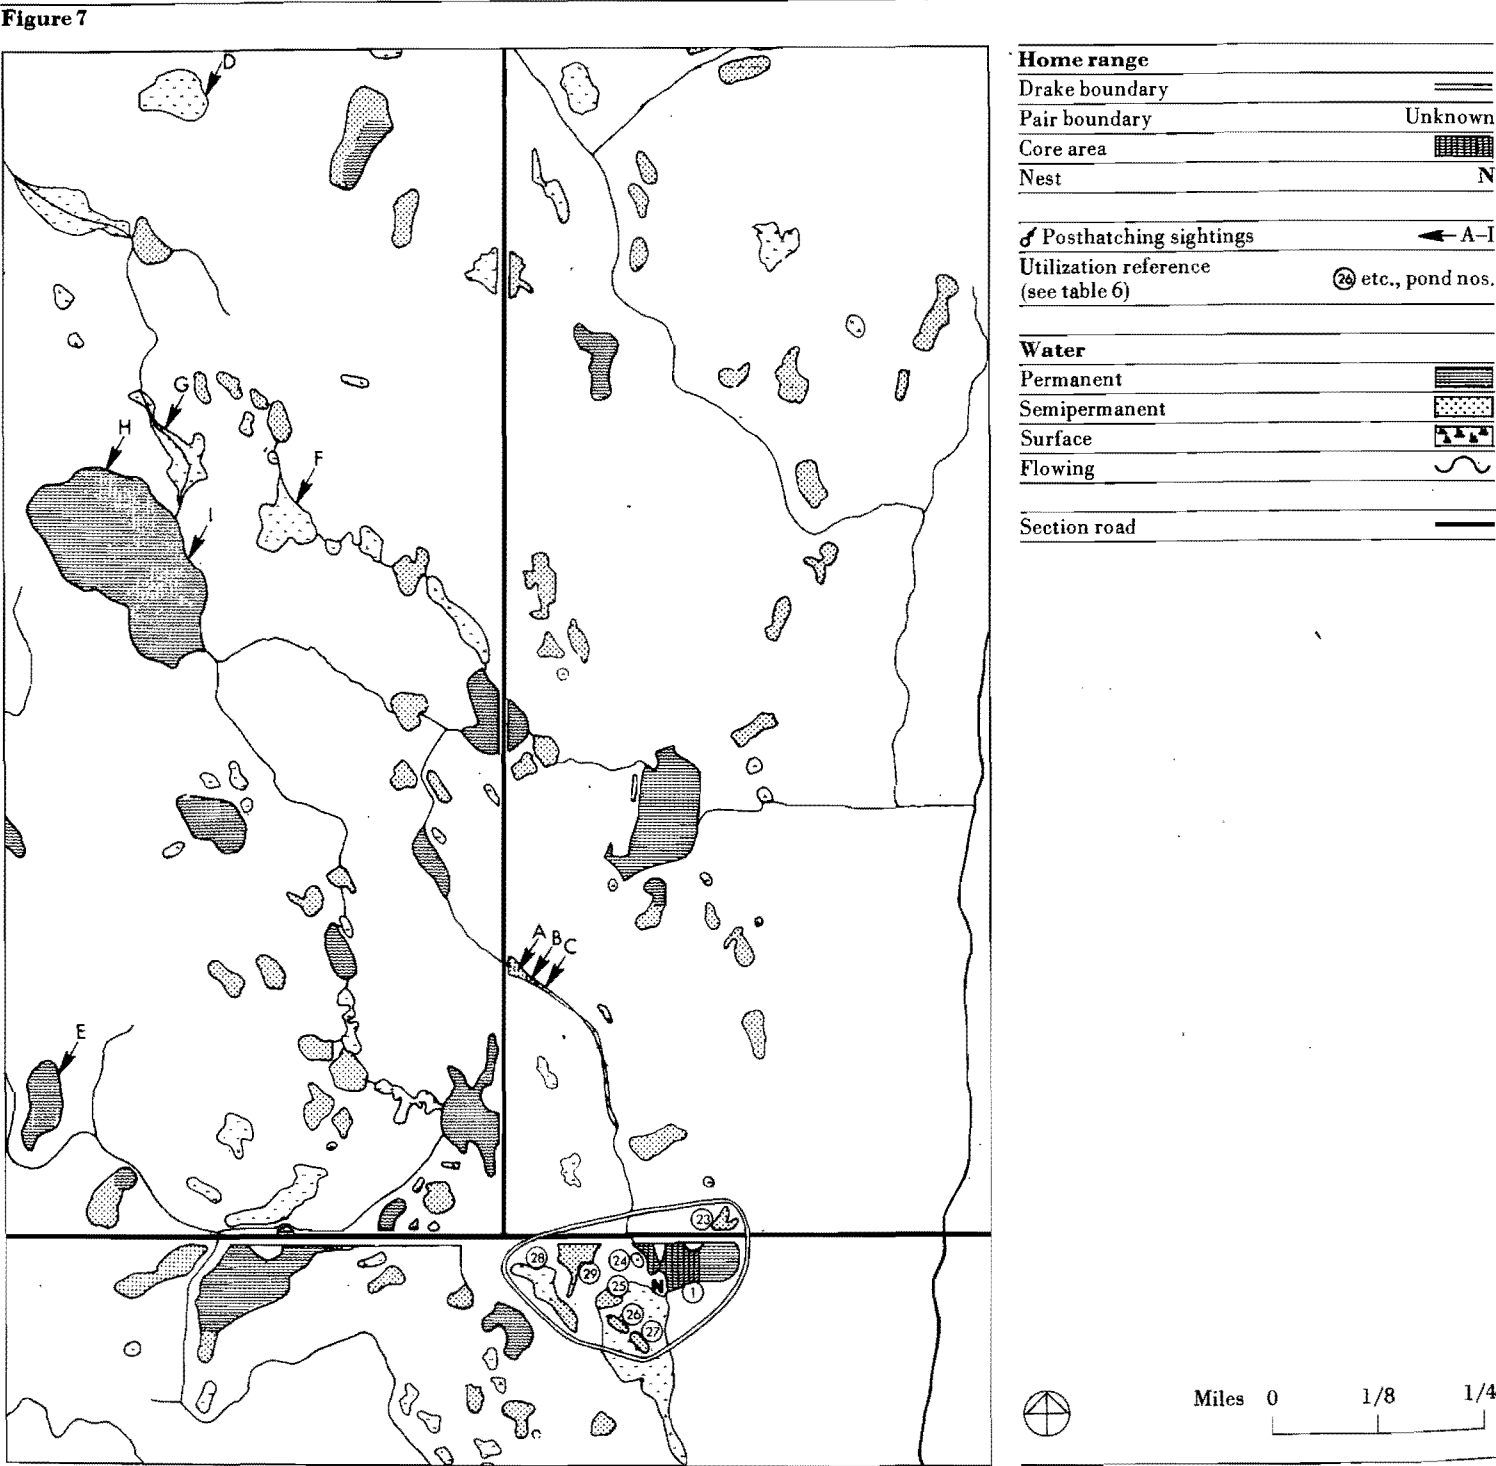 Figure 7
Home range
Drake boundary
Pair boundary Unknown
Core area
Nest N
♂ Posthatching sightings A–I
Utilization reference
(see table 6) 26 etc., pond nos.
Water
Permanent
Semipermanent
Surface
Flowing
Section road
D
G
H
F
I
A B C
E
23
28
29
24
25
N
1
26
27
Miles 0 1/8 1/4